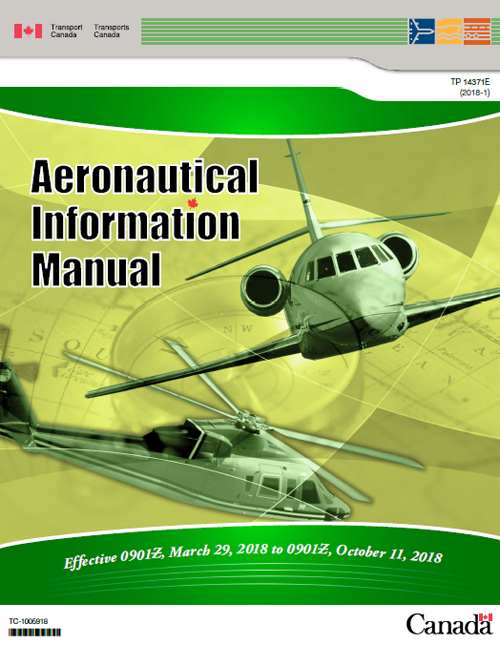 Transport Canada
Transports Canada
TP 14371E
(2018-1)
Aeronautical
Information
Manual
NW
Effective 0901Z, March 29, 2018 to 0901Z, October 11, 2018
TC-1005918
Canada